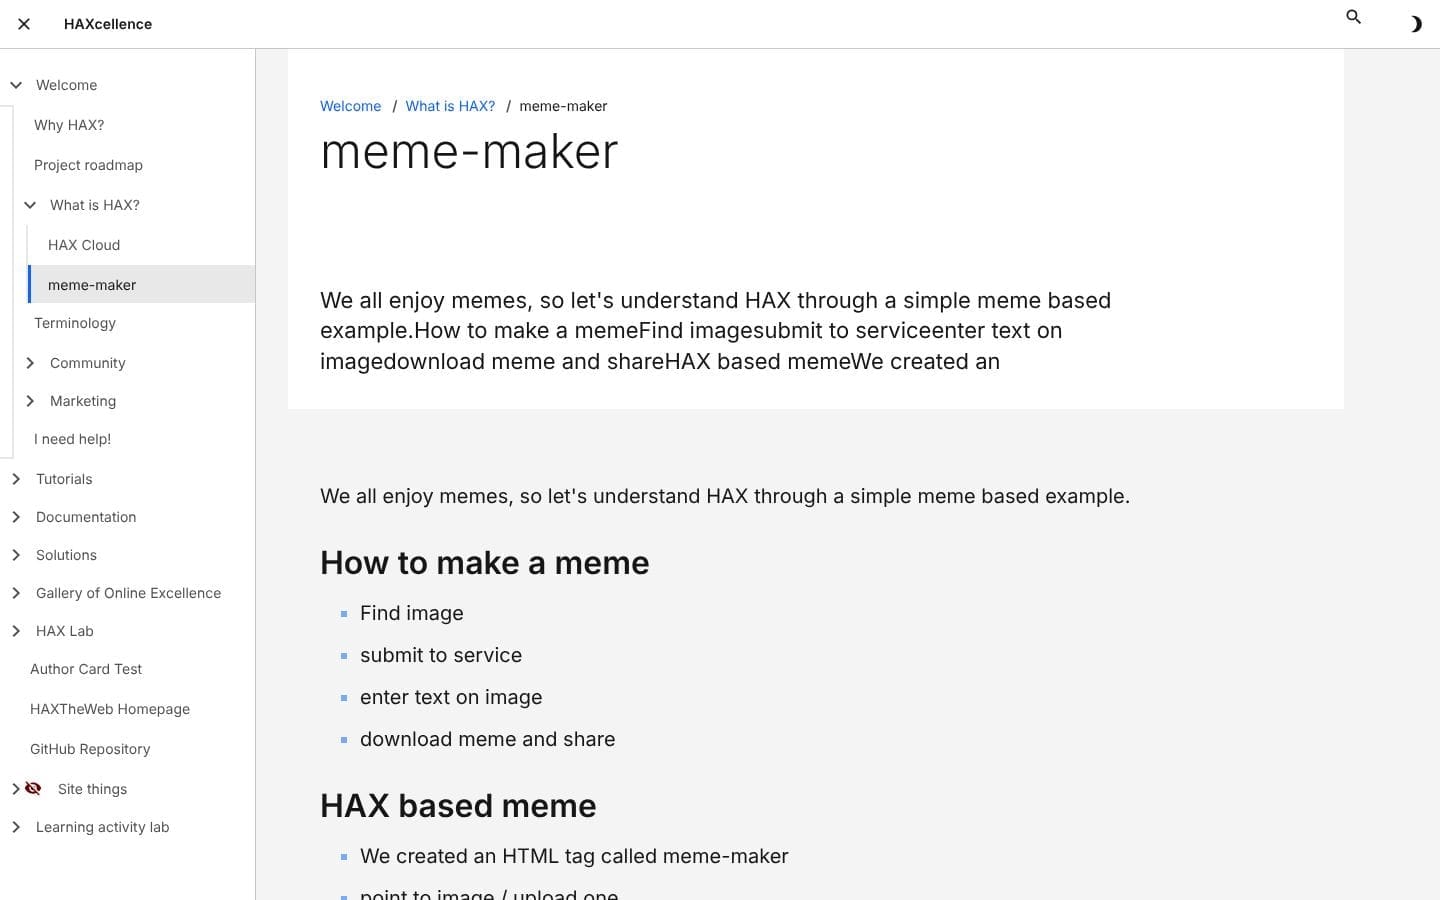 HAXcellence
Welcome
Why HAX?
Project roadmap
What is HAX?
HAX Cloud
meme-maker
Terminology
Community
Marketing
I need help!
Tutorials
Documentation
Solutions
Gallery of Online Excellence
HAX Lab
Author Card Test
HAXTheWeb Homepage
GitHub Repository
Site things
Learning activity lab
Welcome / What is HAX? / meme-maker
meme-maker
We all enjoy memes, so let's understand HAX through a simple meme based
example.How to make a memeFind imagesubmit to serviceenter text on
imagedownload meme and shareHAX based memeWe created an
We all enjoy memes, so let's understand HAX through a simple meme based example.
How to make a meme
Find image
submit to service
enter text on image
download meme and share
HAX based meme
We created an HTML tag called meme-maker
point to image / upload one